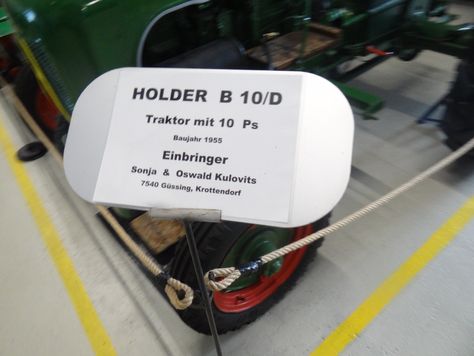 HOLDER B 10/D
Traktor mit 10 Ps
Baujahr 1955
Einbringer
Sonja & Oswald Kulovits
7540 Güssing, Krottendorf